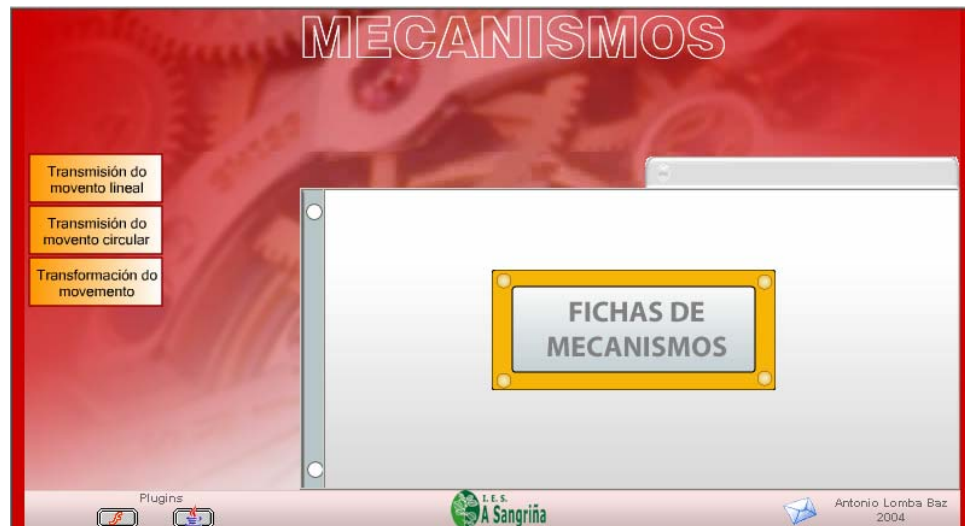 MECANISMOS
Transmisión do
movento lineal
Transmisión do
movento circular
Transformación do
movemento
FICHAS DE
MECANISMOS
Plugins
I.E.S.
A Sangriña
Antonio Lomba Baz
2004